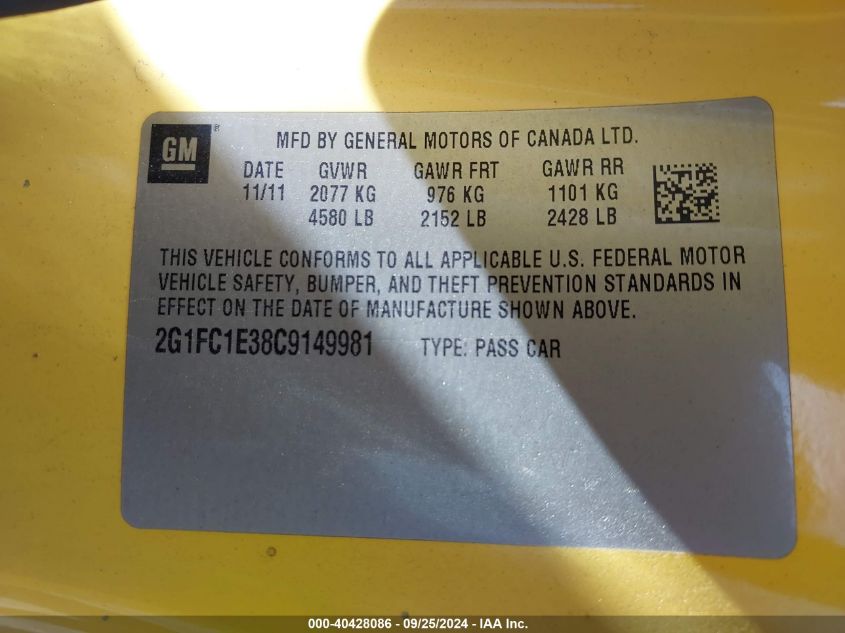 GM ®
MFD BY GENERAL MOTORS OF CANADA LTD.
DATE GVWR GAWR FRT GAWR RR
11/11 2077 KG 976 KG 1101 KG
4580 LB 2152 LB 2428 LB
THIS VEHICLE CONFORMS TO ALL APPLICABLE U.S. FEDERAL MOTOR
VEHICLE SAFETY, BUMPER, AND THEFT PREVENTION STANDARDS IN
EFFECT ON THE DATE OF MANUFACTURE SHOWN ABOVE.
2G1FC1E38C9149981 TYPE: PASS CAR
000-40428086 - 09/25/2024 - IAA Inc.